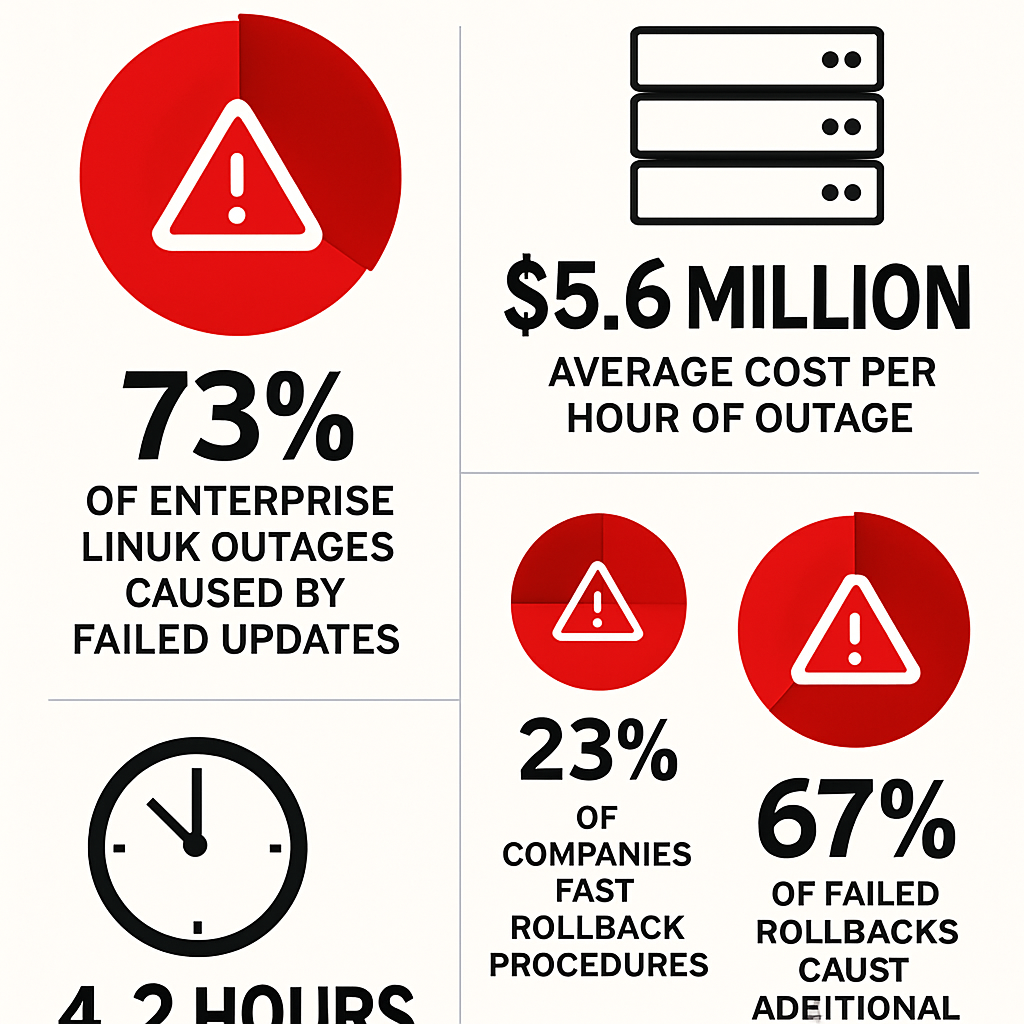 73%
OF ENTERPRISE
LINUK OUTAGES
CAUSED BY
FAILED UPDATES
$5.6 MILLION
AVERAGE COST PER
HOUR OF OUTAGE
4.2 HOURS
23%
OF
COMPANIES
FAST
ROLLBACK
PROCEDURES
67%
OF FAILED
ROLLBACKS
CAUST
ADEITIONAL